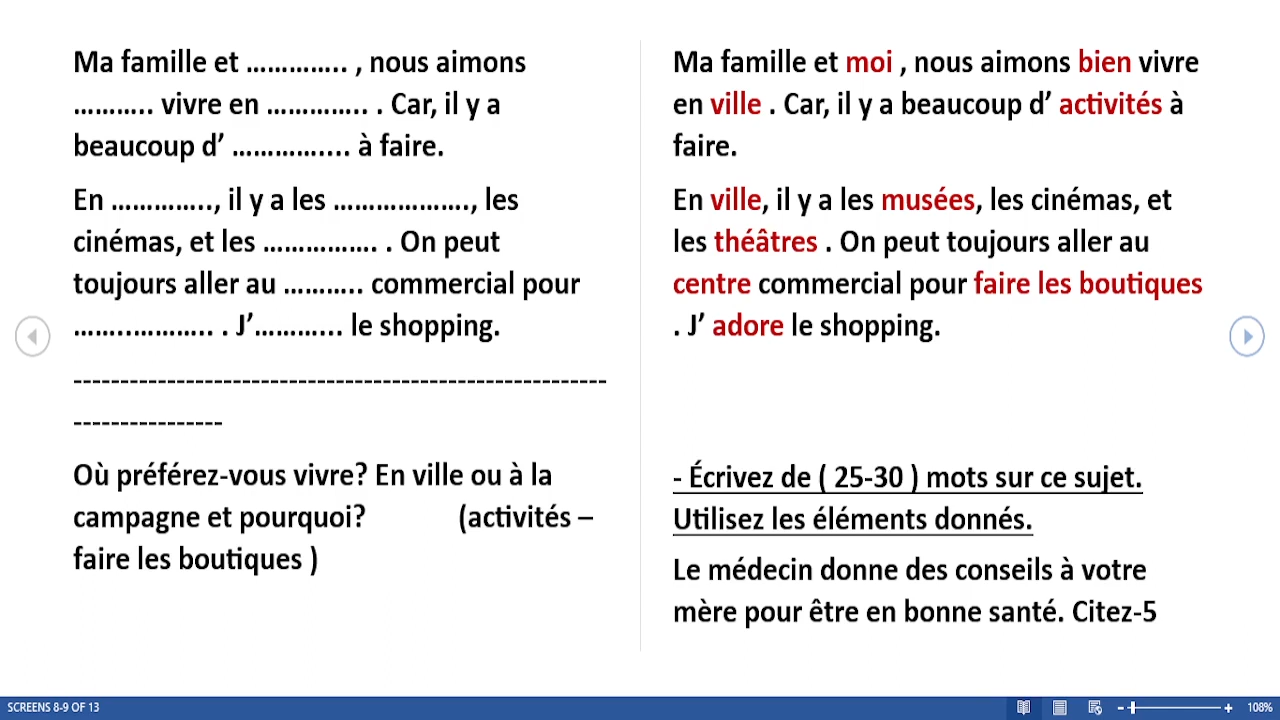 Ma famille et ………….. , nous aimons
……….. vivre en ………….. . Car, il y a
beaucoup d’ ………….... à faire.
En ………….., il y a les ………………., les
cinémas, et les ……………. . On peut
toujours aller au ……….. commercial pour
……..……….. . J’………... le shopping.
---------------------------------------------------------
----------------
Où préférez-vous vivre? En ville ou à la
campagne et pourquoi? (activités –
faire les boutiques )
Ma famille et moi , nous aimons bien vivre
en ville . Car, il y a beaucoup d’ activités à
faire.
En ville, il y a les musées, les cinémas, et
les théâtres . On peut toujours aller au
centre commercial pour faire les boutiques
. J’ adore le shopping.
- Écrivez de ( 25-30 ) mots sur ce sujet.
Utilisez les éléments donnés.
Le médecin donne des conseils à votre
mère pour être en bonne santé. Citez-5
SCREENS 8-9 OF 13
108%